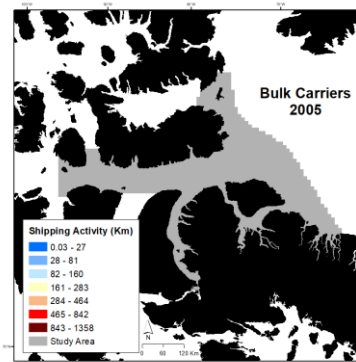 Bulk Carriers
2005
Shipping Activity (Km)
0.03 - 27
28 - 81
82 - 160
161 - 283
284 - 464
465 - 842
843 - 1358
Study Area
N
0 30 60 120 Km